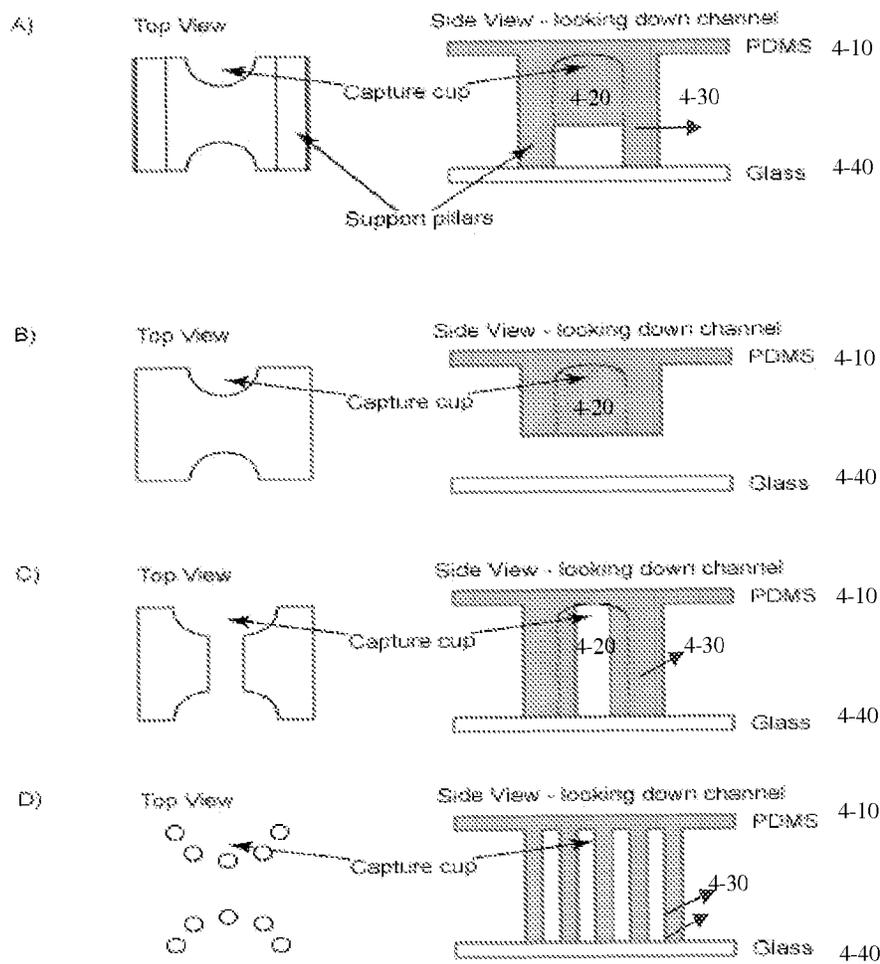 A)
Top View
Side View - looking down channel
PDMS 4-10
Capture cup
4-20
4-30
Glass 4-40
Support pillars
B)
Top View
Side View - looking down channel
PDMS 4-10
Capture cup
4-20
Glass 4-40
C)
Top View
Side View - looking down channel
PDMS 4-10
Capture cup
4-20
4-30
Glass 4-40
D)
Top View
Side View - looking down channel
PDMS 4-10
Capture cup
4-30
Glass 4-40